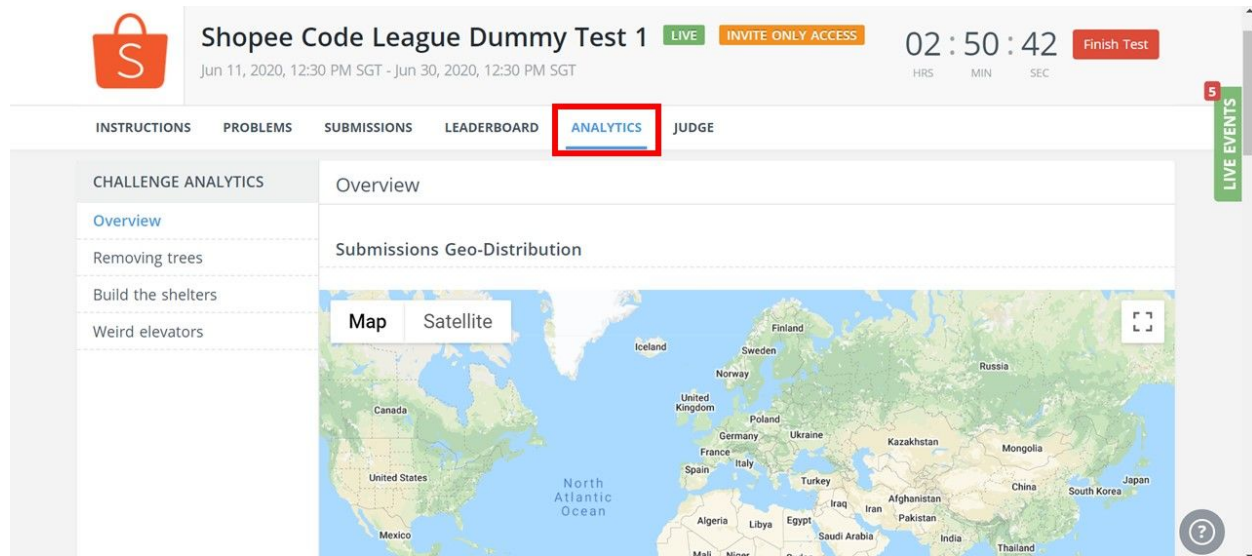 S
Shopee Code League Dummy Test 1 LIVE INVITE ONLY ACCESS
Jun 11, 2020, 12:30 PM SGT - Jun 30, 2020, 12:30 PM SGT
02 : 50 : 42
HRS MIN SEC
Finish Test
5
LIVE EVENTS
INSTRUCTIONS PROBLEMS SUBMISSIONS LEADERBOARD ANALYTICS JUDGE
CHALLENGE ANALYTICS
Overview
Removing trees
Build the shelters
Weird elevators
Overview
Submissions Geo-Distribution
Map Satellite
Finland
Iceland
Sweden
Russia
Norway
Canada
United
Kingdom
Poland
Germany Ukraine
Kazakhstan
Mongolia
France
Italy
Spain
United States
North
Atlantic
Ocean
Turkey
China
Japan
South Korea
Afghanistan
Iraq
Iran
Pakistan
Algeria Libya Egypt
Saudi Arabia
India
Mexico
Mali Niger
Thailand
?